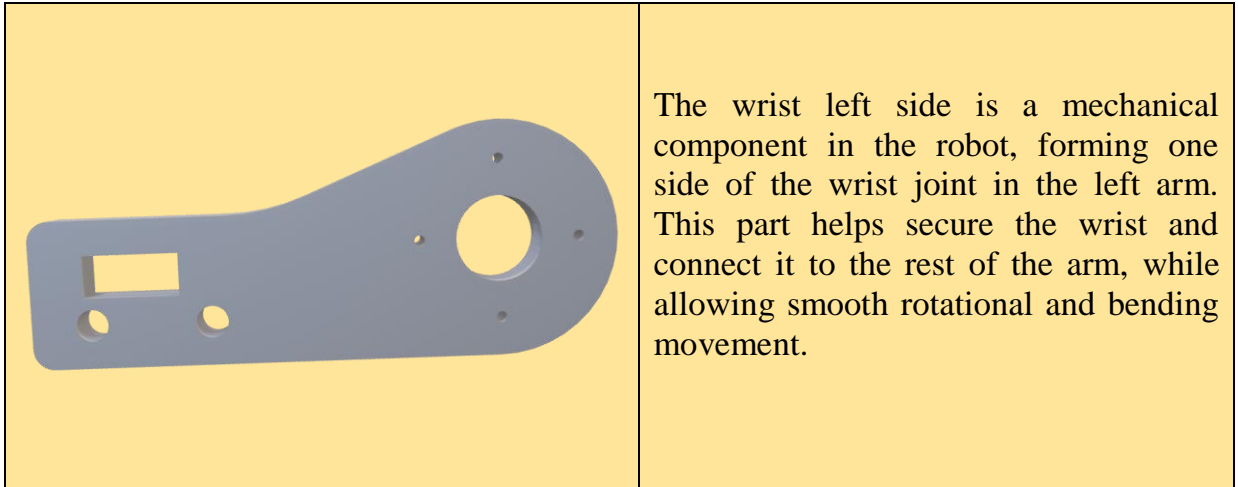 The wrist left side is a mechanical
component in the robot, forming one
side of the wrist joint in the left arm.
This part helps secure the wrist and
connect it to the rest of the arm, while
allowing smooth rotational and bending
movement.